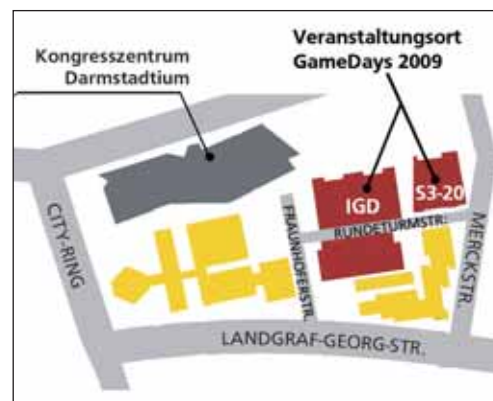 Kongresszentrum
Darmstadtium
Veranstaltungsort
GameDays 2009
IGD
S3-20
RUNDETURMSTR.
FRAUNHOFERSTR.
MERCKSTR.
CITY-RING
LANDGRAF-GEORG-STR.